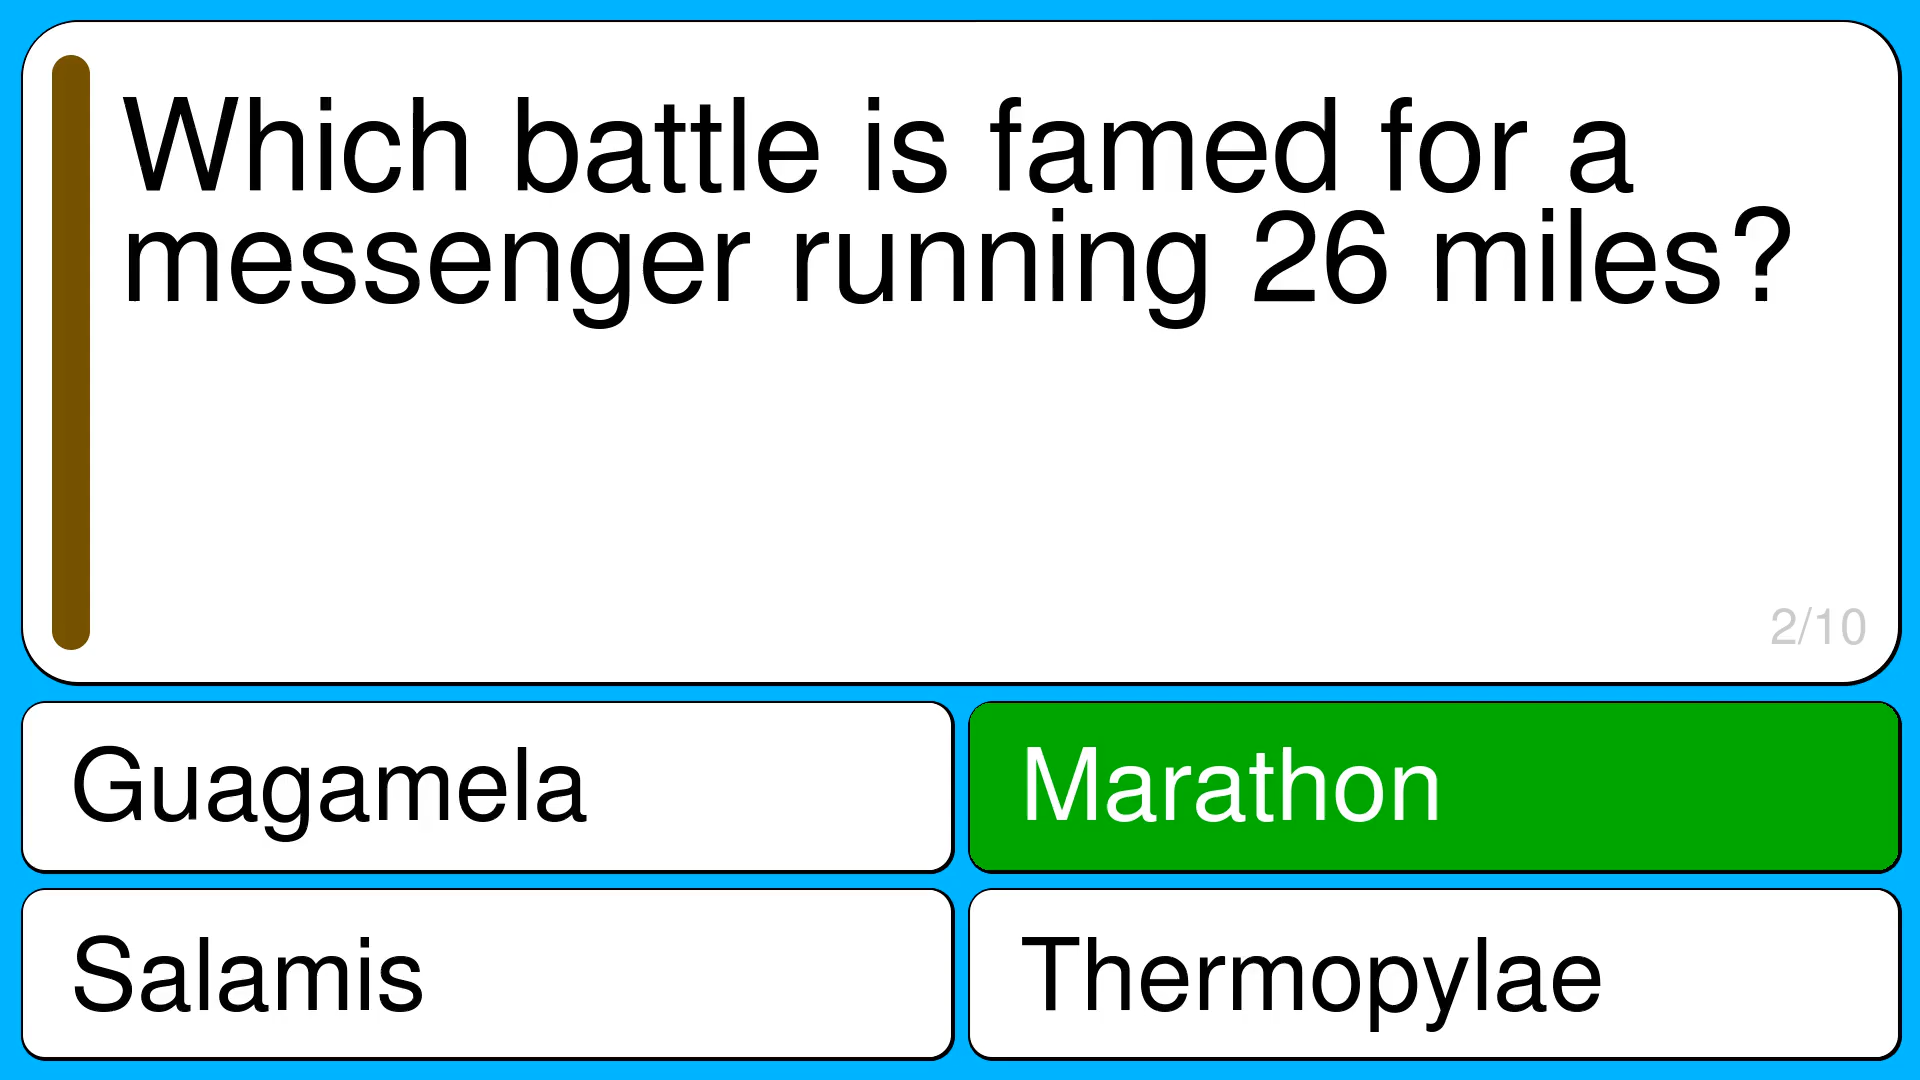 Which battle is famed for a
messenger running 26 miles?
2/10
Guagamela
Marathon
Salamis
Thermopylae